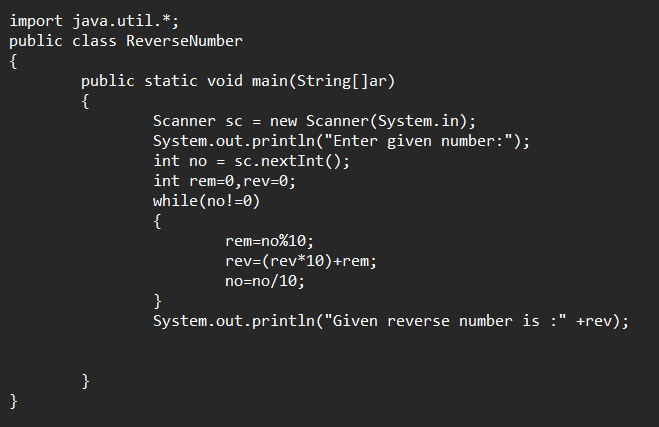 import java.util.*;
public class ReverseNumber
{
        public static void main(String[]ar)
        {
                Scanner sc = new Scanner(System.in);
                System.out.println("Enter given number:");
                int no = sc.nextInt();
                int rem=0,rev=0;
                while(no!=0)
                {
                        rem=no%10;
                        rev=(rev*10)+rem;
                        no=no/10;
                }
                System.out.println("Given reverse number is :" +rev);
        }
}